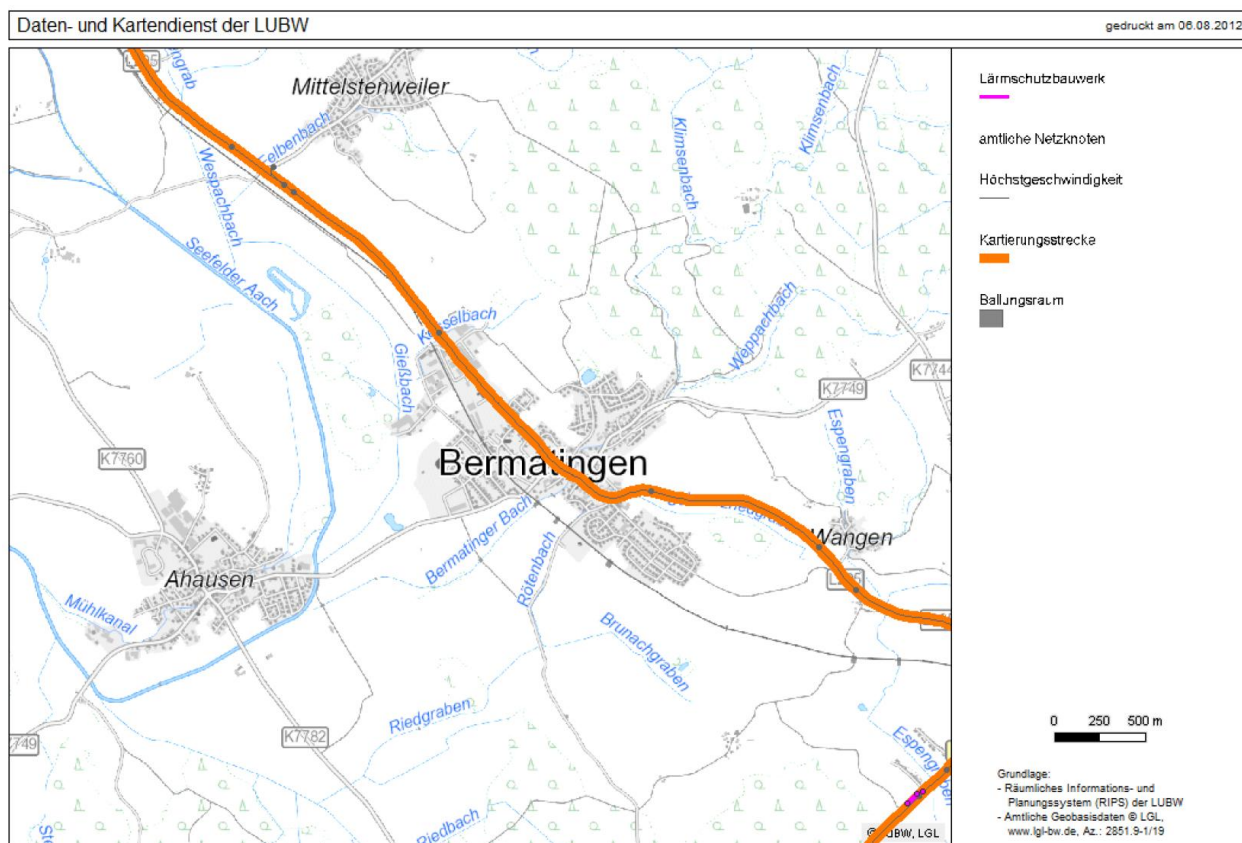 Daten- und Kartendienst der LUBW
gedruckt am 06.08.2012
Mittelstenweiler
Felbenbach
Wespachbach
Klimsenbach
Klimsenbach
Seefelder Aach
Gießbach
Weppachbach
K7744
K7749
K7760
Espengraben
Bermatingen
Wangen
Bermatinger Bach
Ahausen
Rötenbach
Mühlkanal
Brunachgraben
Riedgraben
K7782
Espengraben
Riedbach
© LUBW, LGL
Lärmschutzbauwerk
amtliche Netzknoten
Höchstgeschwindigkeit
Kartierungsstrecke
Ballungsraum
0 250 500 m
Grundlage:
- Räumliches Informations- und
Planungssystem (RIPS) der LUBW
- Amtliche Geobasisdaten © LGL,
www.lgl-bw.de, Az.: 2851.9-1/19